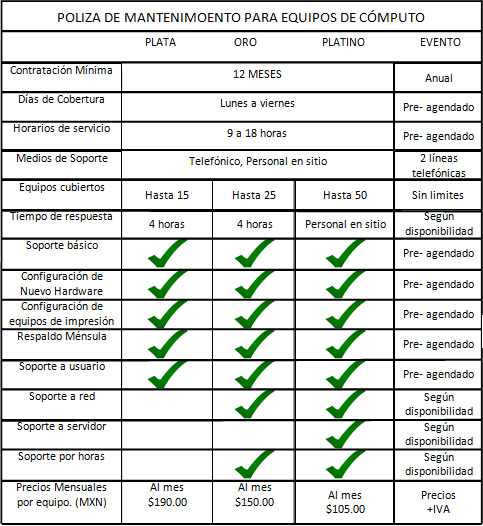 POLIZA DE MANTENIMOENTO PARA EQUIPOS DE CÓMPUTO
PLATA ORO PLATINO EVENTO
Contratación Mínima 12 MESES Anual
Días de Cobertura Lunes a viernes Pre- agendado
Horarios de servicio 9 a 18 horas Pre- agendado
Medios de Soporte Telefónico, Personal en sitio 2 líneas
telefónicas
Equipos cubiertos Hasta 15 Hasta 25 Hasta 50 Sin limites
Tiempo de respuesta 4 horas 4 horas Personal en sitio Según
disponibilidad
Soporte básico Pre- agendado
Configuración de
Nuevo Hardware Pre- agendado
Configuración de
equipos de impresión Pre- agendado
Respaldo Ménsula Pre- agendado
Soporte a usuario Pre- agendado
Soporte a red Según
disponibilidad
Soporte a servidor Según
disponibilidad
Soporte por horas Según
disponibilidad
Precios Mensuales Al mes Al mes Al mes Precios
por equipo. (MXN) $190.00 $150.00 $105.00 +IVA